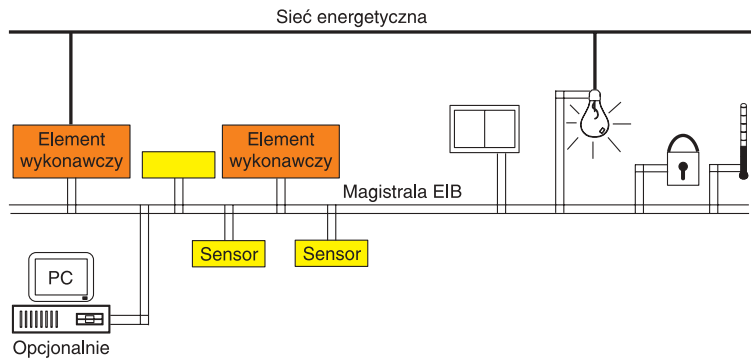 Sieć energetyczna
Element
wykonawczy
Element
wykonawczy
Magistrala EIB
Sensor
Sensor
PC
Opcjonalnie